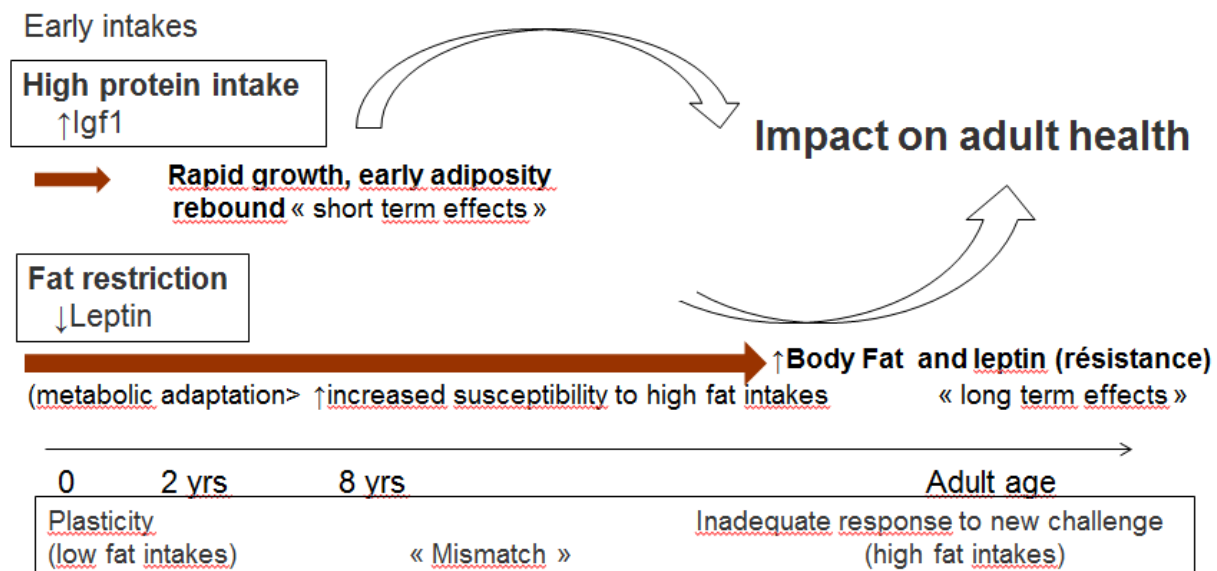 Early intakes
High protein intake
↑Igf1
Impact on adult health
Rapid growth, early adiposity
rebound « short term effects »
Fat restriction
↓Leptin
↑Body Fat and leptin (résistance)
(metabolic adaptation> ↑increased susceptibility to high fat intakes
« long term effects »
0 2 yrs 8 yrs Adult age
Plasticity
(low fat intakes)
« Mismatch »
Inadequate response to new challenge
(high fat intakes)